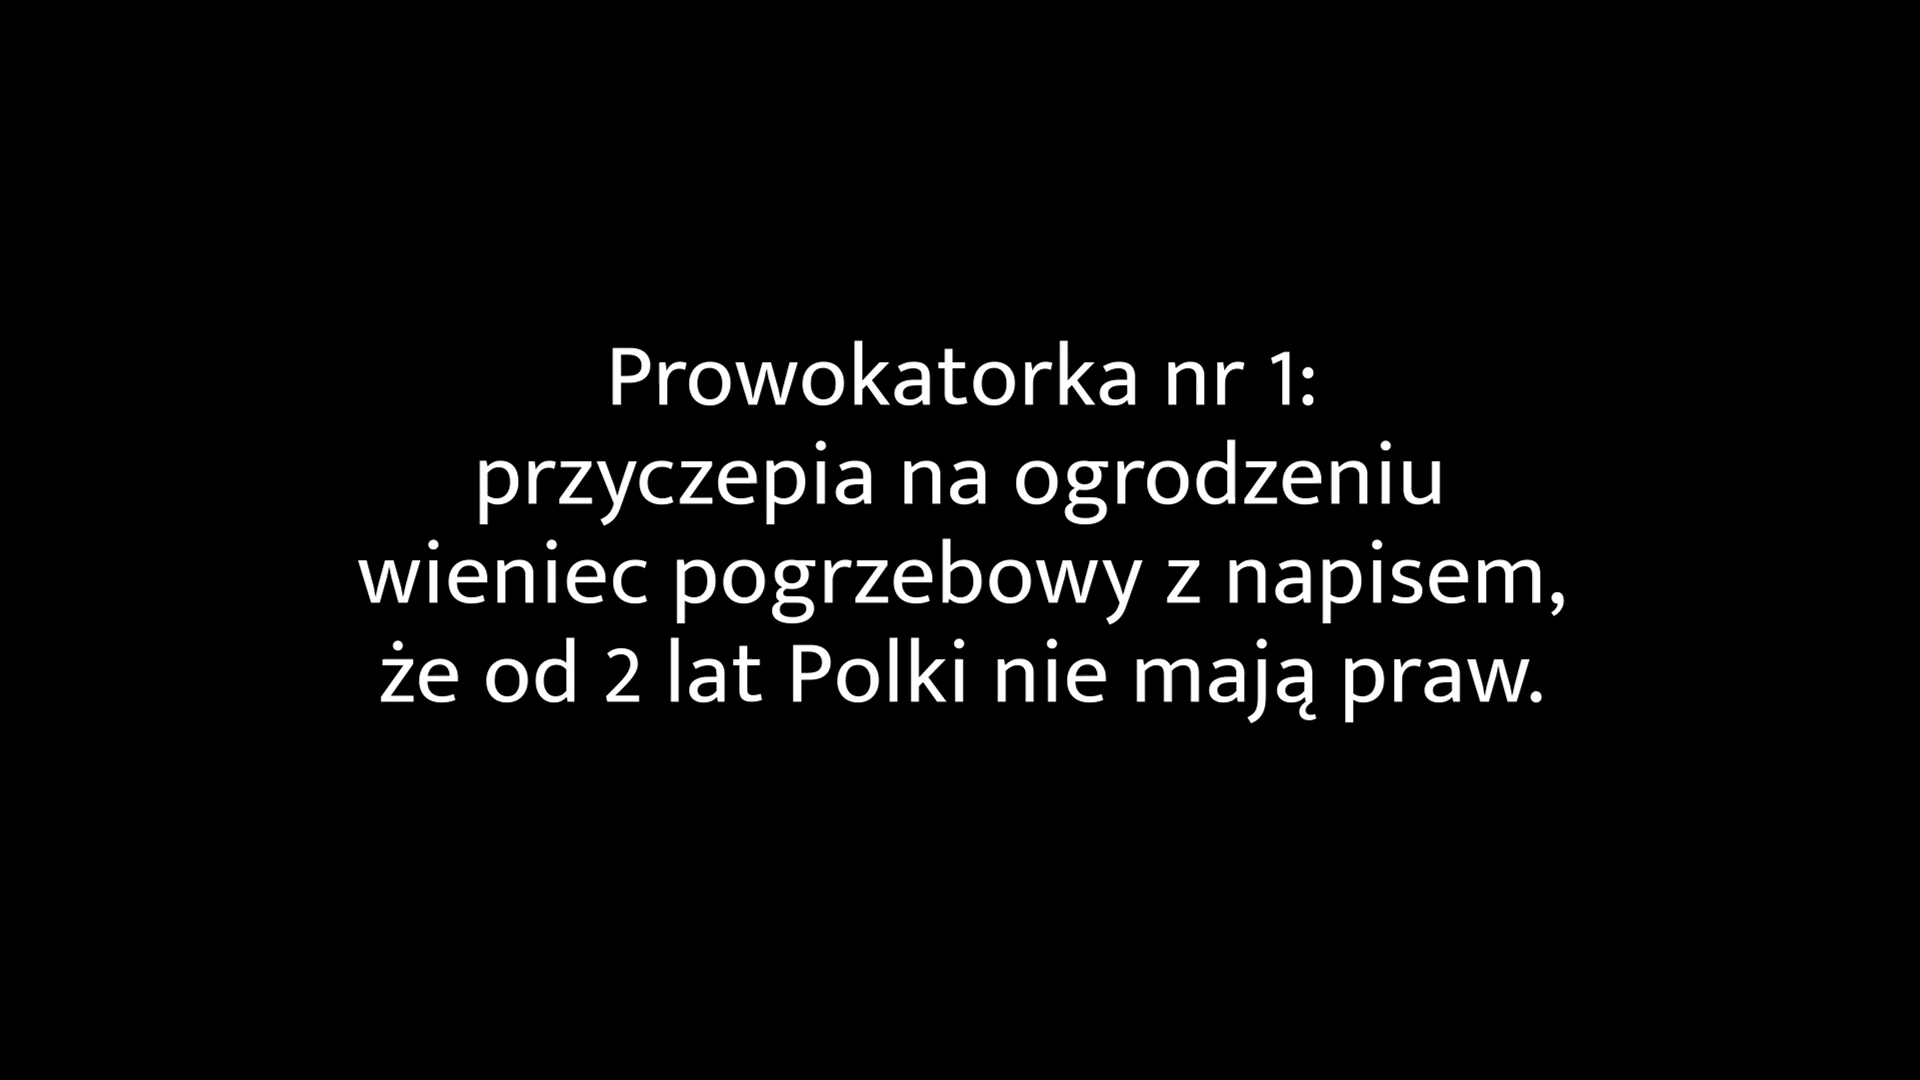 Prowokatorka nr 1:
przyczepia na ogrodzeniu
wieniec pogrzebowy z napisem,
że od 2 lat Polki nie mają praw.